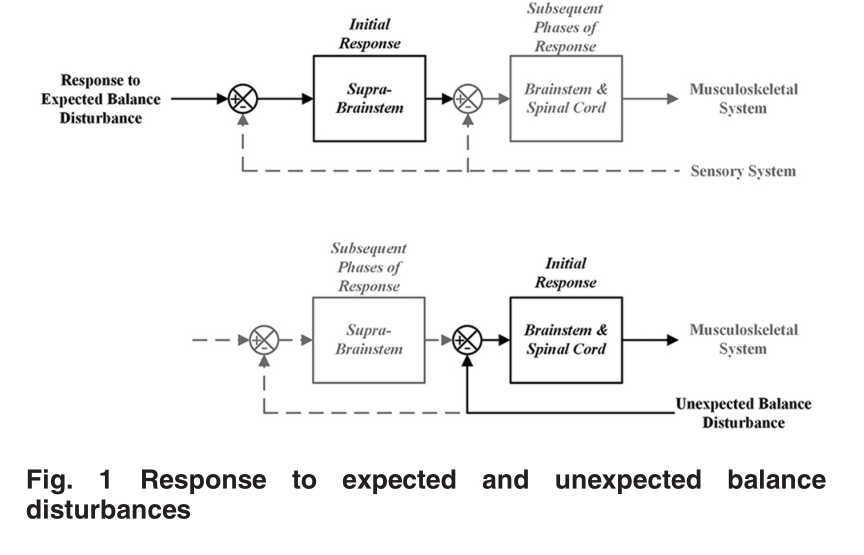 Initial
Response
Subsequent
Phases of
Response
Response to
Expected Balance
Disturbance
+
-
Supra-
Brainstem
+
-
Brainstem &
Spinal Cord
Musculoskeletal
System
Sensory System
Subsequent
Phases of
Response
Initial
Response
+
-
Supra-
Brainstem
+
-
Brainstem &
Spinal Cord
Musculoskeletal
System
Unexpected Balance
Disturbance
Fig. 1 Response to expected and unexpected balance
disturbances